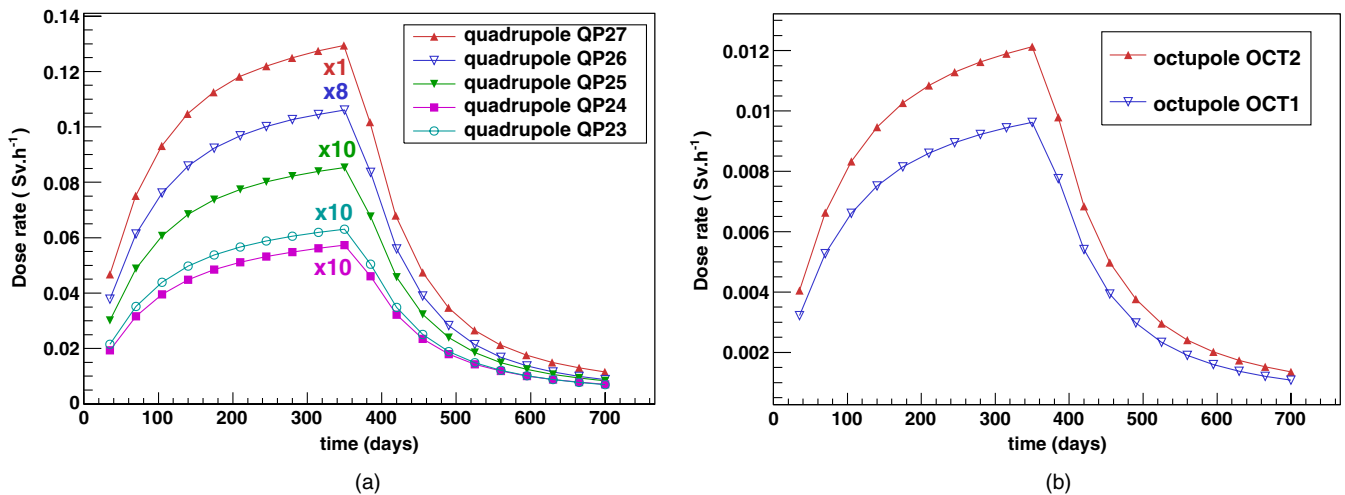 0.14
0.12
0.1
0.08
0.06
0.04
0.02
0
Dose rate ( Sv.h⁻¹)
0 100 200 300 400 500 600 700
time (days)
quadrupole QP27
quadrupole QP26
quadrupole QP25
quadrupole QP24
quadrupole QP23
x1
x8
x10
x10
x10
(a)
0.012
0.01
0.008
0.006
0.004
0.002
Dose rate ( Sv.h⁻¹)
0 100 200 300 400 500 600 700
time (days)
octupole OCT2
octupole OCT1
(b)